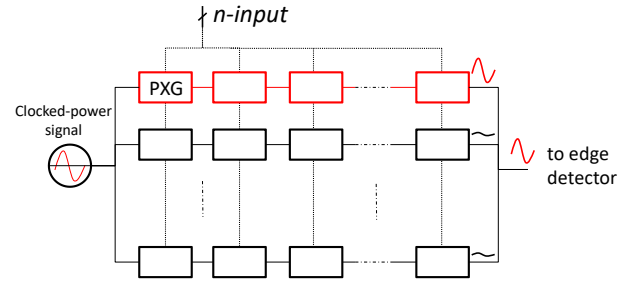 n-input
PXG
Clocked-power
signal
to edge
detector